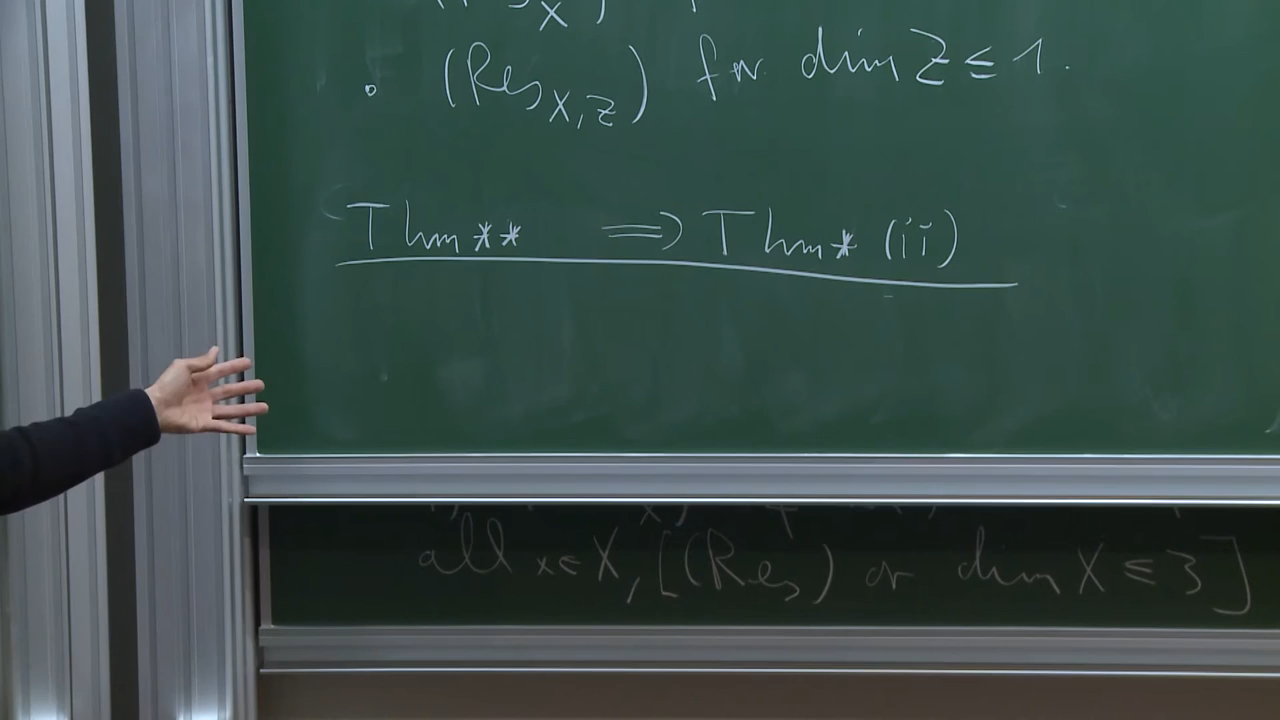 • (Res_{X,Z}) for dim Z ≤ 1.
Thm** ⟹ Thm* (ii)
all x∈X, [(Res) or dim X ≤ 3]